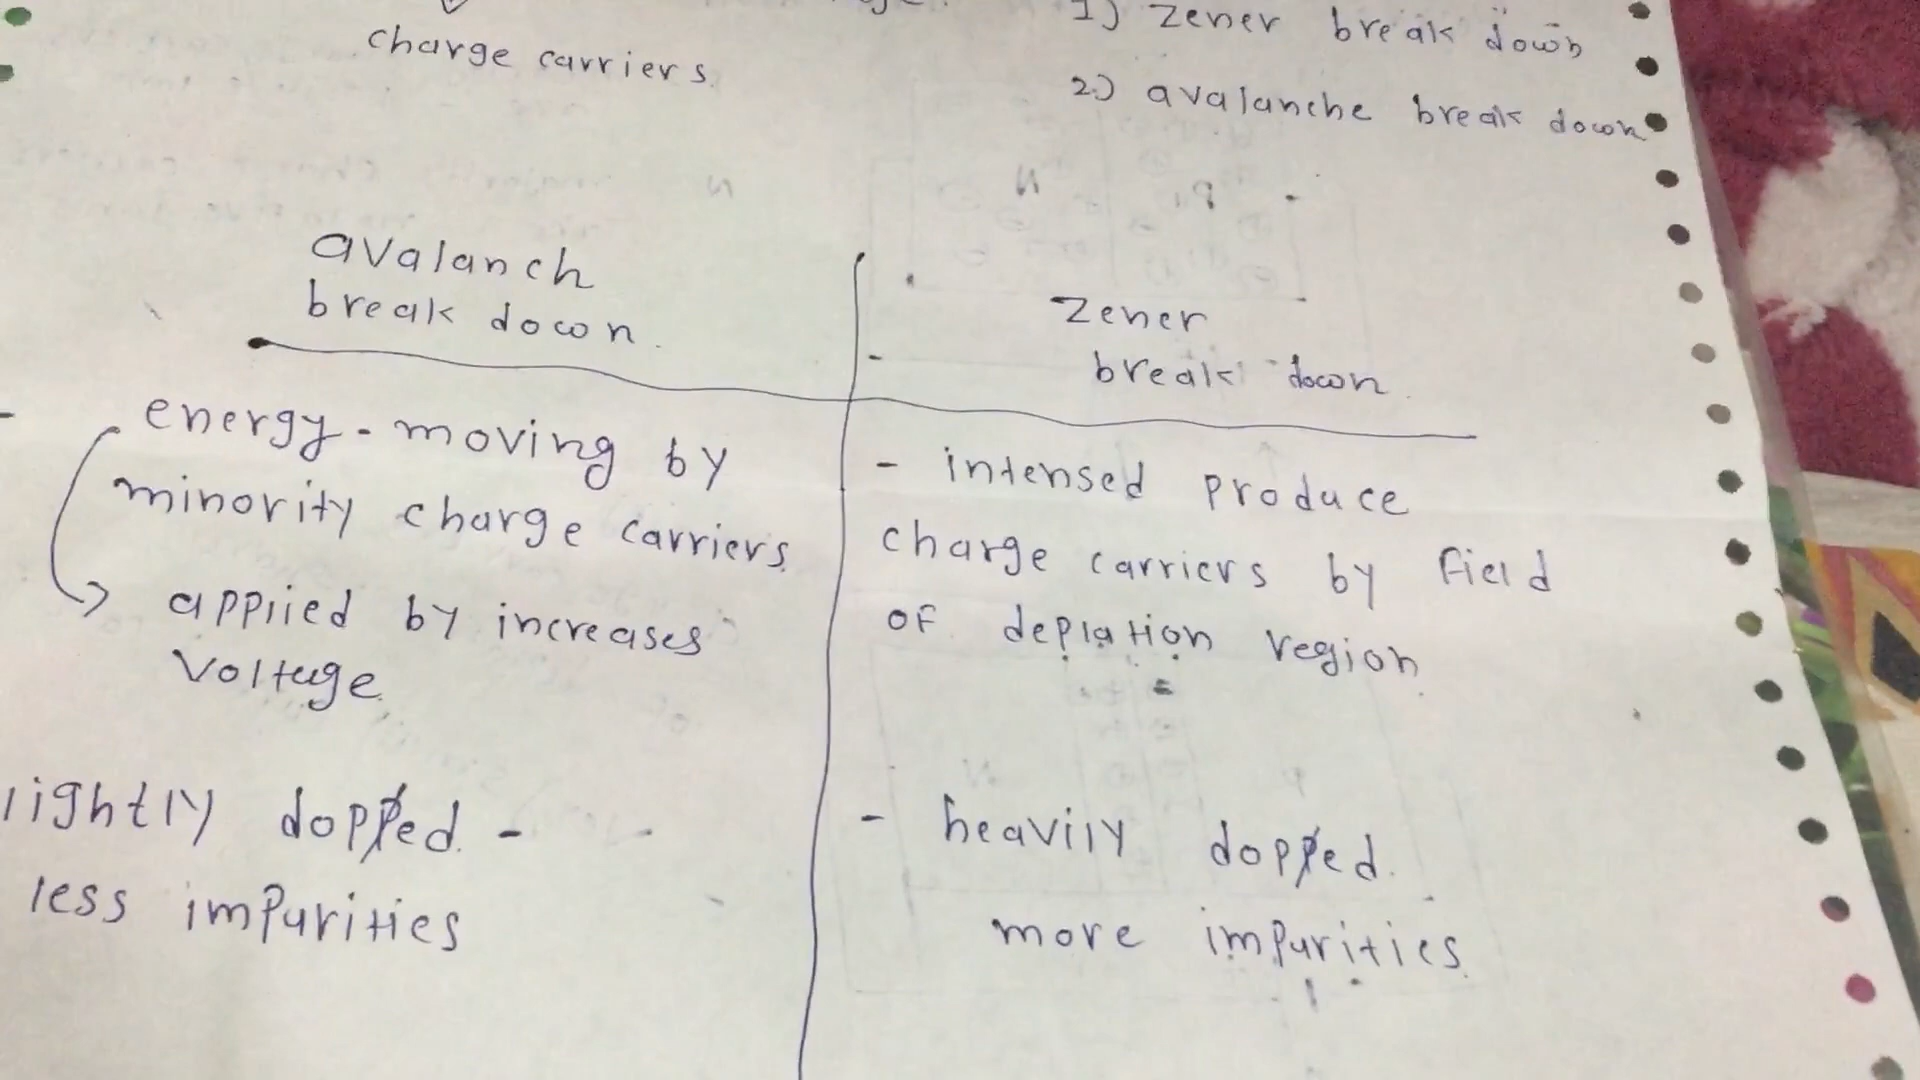 charge carriers
1) Zener break down
2) avalanche break down
avalanch
break down.
Zener
break down
- energy - moving by
minority charge carriers.
applied by increases
Voltage.
lightly dopped. -
less impurities
- intensed produce
charge carriers by field
of deplation region
- heavily dopped.
more impurities.